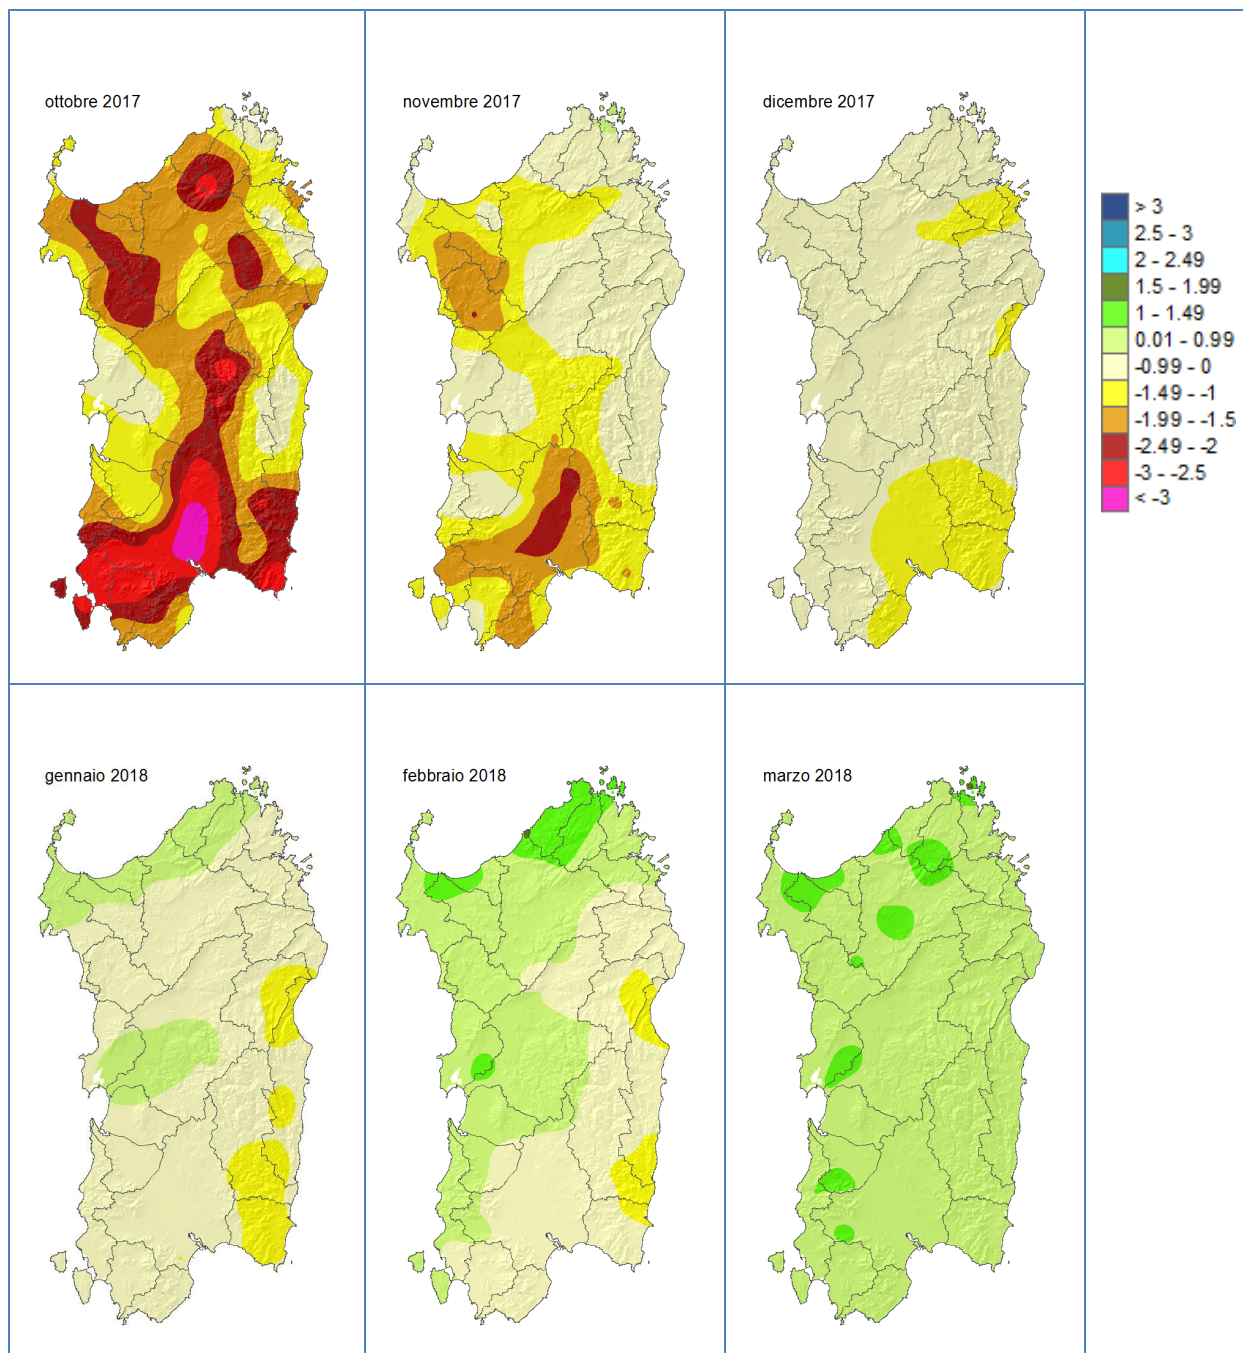 ottobre 2017
novembre 2017
dicembre 2017
> 3
2.5 - 3
2 - 2.49
1.5 - 1.99
1 - 1.49
0.01 - 0.99
-0.99 - 0
-1.49 - -1
-1.99 - -1.5
-2.49 - -2
-3 - -2.5
< -3
gennaio 2018
febbraio 2018
marzo 2018